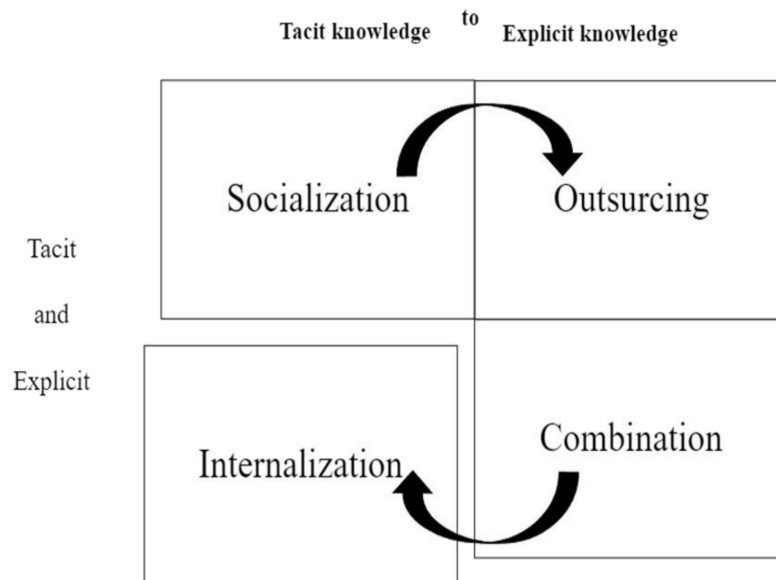 Tacit knowledge to Explicit knowledge
Socialization Outsurcing
Tacit
and
Explicit
Internalization Combination